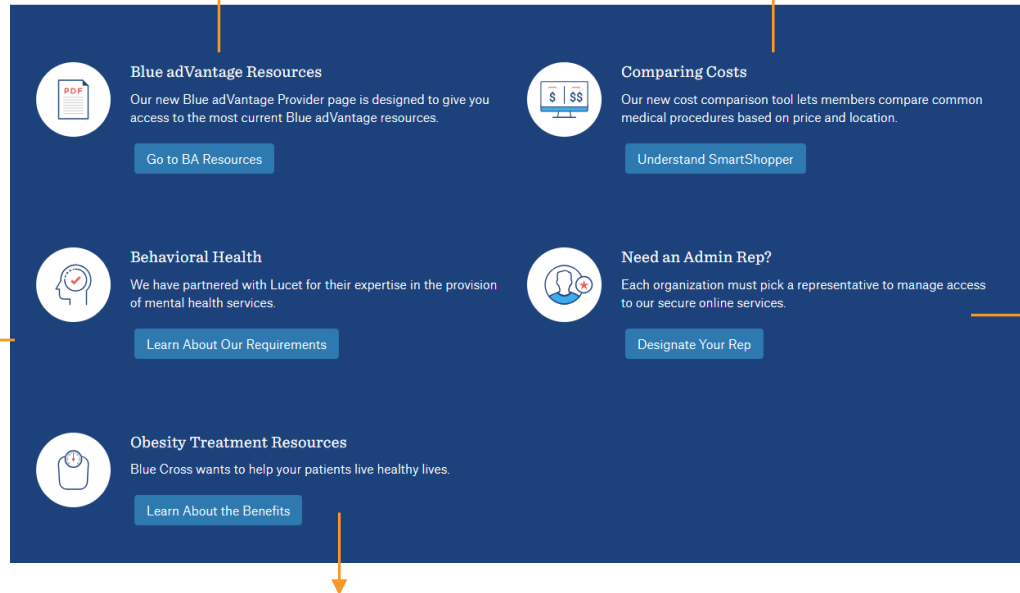 Blue adVantage Resources
PDF
Our new Blue adVantage Provider page is designed to give you
access to the most current Blue adVantage resources.
Go to BA Resources
Comparing Costs
$ $$
Our new cost comparison tool lets members compare common
medical procedures based on price and location.
Understand SmartShopper
Behavioral Health
We have partnered with Lucet for their expertise in the provision
of mental health services.
Learn About Our Requirements
Need an Admin Rep?
Each organization must pick a representative to manage access
to our secure online services.
Designate Your Rep
Obesity Treatment Resources
Blue Cross wants to help your patients live healthy lives.
Learn About the Benefits